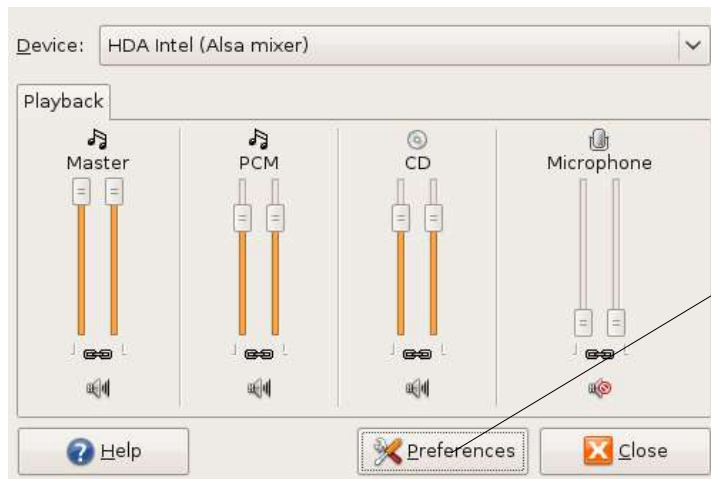 Device: HDA Intel (Alsa mixer)
Playback
Master PCM CD Microphone
Help Preferences Close